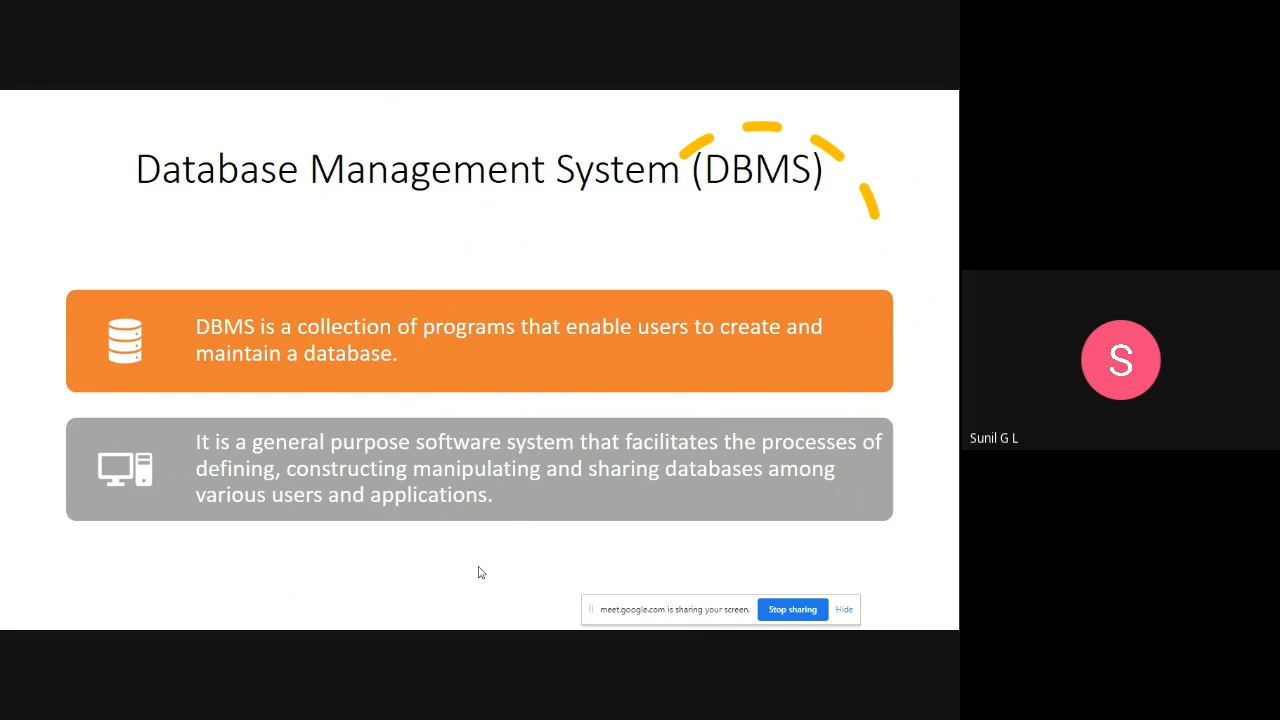 Database Management System (DBMS)
DBMS is a collection of programs that enable users to create and
maintain a database.
It is a general purpose software system that facilitates the processes of
defining, constructing manipulating and sharing databases among
various users and applications.
meet.google.com is sharing your screen. Stop sharing Hide
S
Sunil G L